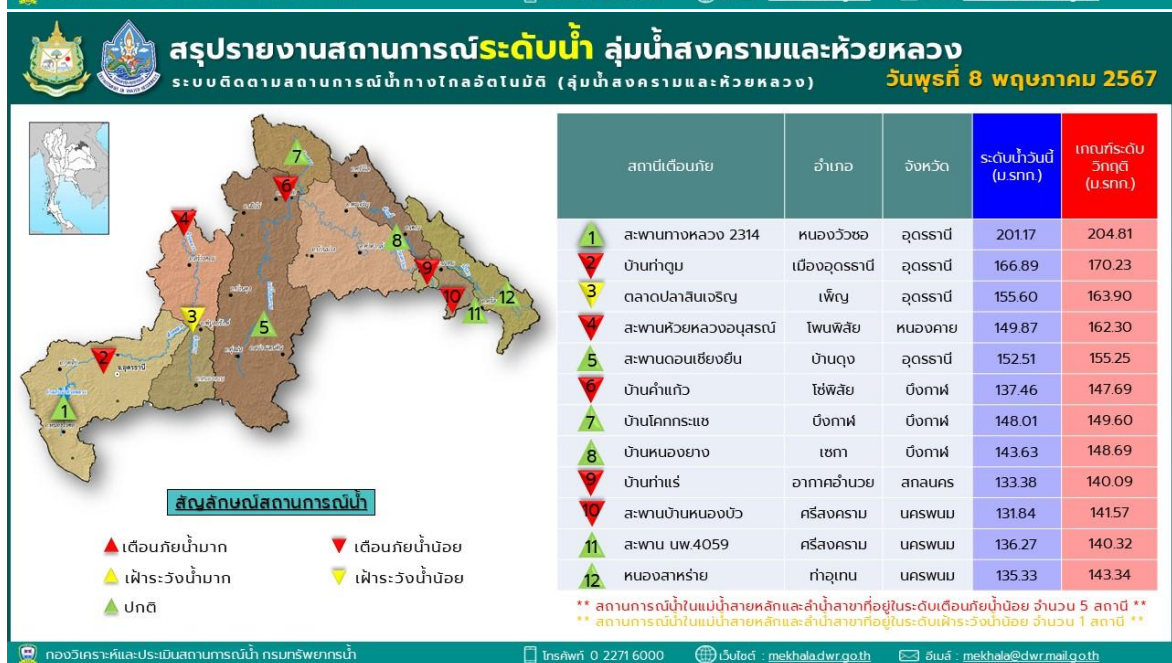 สรุปรายงานสถานการณ์ระดับน้ำ ลุ่มน้ำสงครามและห้วยหลวง
ระบบติดตามสถานการณ์น้ำทางไกลอัตโนมัติ (ลุ่มน้ำสงครามและห้วยหลวง)
วันพุธที่ 8 พฤษภาคม 2567
7
6
4
8
9
10
12
11
3
5
2
1
สัญลักษณ์สถานการณ์น้ำ
เตือนภัยน้ำมาก เตือนภัยน้ำน้อย
เฝ้าระวังน้ำมาก เฝ้าระวังน้ำน้อย
ปกติ
สถานีเตือนภัย อำเภอ จังหวัด ระดับน้ำวันนี้ (ม.รทก.) เกณฑ์ระดับวิกฤติ (ม.รทก.)
1 สะพานทางหลวง 2314 หนองวัวซอ อุดรธานี 201.17 204.81
2 บ้านท่าตูม เมืองอุดรธานี อุดรธานี 166.89 170.23
3 ตลาดปลาสินเจริญ เพ็ญ อุดรธานี 155.60 163.90
4 สะพานห้วยหลวงอนุสรณ์ โพนพิสัย หนองคาย 149.87 162.30
5 สะพานดอนเชียงยืน บ้านดุง อุดรธานี 152.51 155.25
6 บ้านคำแก้ว โซ่พิสัย บึงกาฬ 137.46 147.69
7 บ้านโคกกระแซ บึงกาฬ บึงกาฬ 148.01 149.60
8 บ้านหนองยาง เซกา บึงกาฬ 143.63 148.69
9 บ้านท่าแร่ อากาศอำนวย สกลนคร 133.38 140.09
10 สะพานบ้านหนองบัว ศรีสงคราม นครพนม 131.84 141.57
11 สะพาน นพ.4059 ศรีสงคราม นครพนม 136.27 140.32
12 หนองสาหร่าย ท่าอุเทน นครพนม 135.33 143.34
** สถานการณ์น้ำในแม่น้ำสายหลักและลำน้ำสาขาที่อยู่ในระดับเตือนภัยน้ำน้อย จำนวน 5 สถานี **
** สถานการณ์น้ำในแม่น้ำสายหลักและลำน้ำสาขาที่อยู่ในระดับเฝ้าระวังน้ำน้อย จำนวน 1 สถานี **
กองวิเคราะห์และประเมินสถานการณ์น้ำ กรมทรัพยากรน้ำ โทรศัพท์ 0 2271 6000 เว็บไซต์ : mekhala.dwr.go.th อีเมล์ : mekhala@dwr.mail.go.th